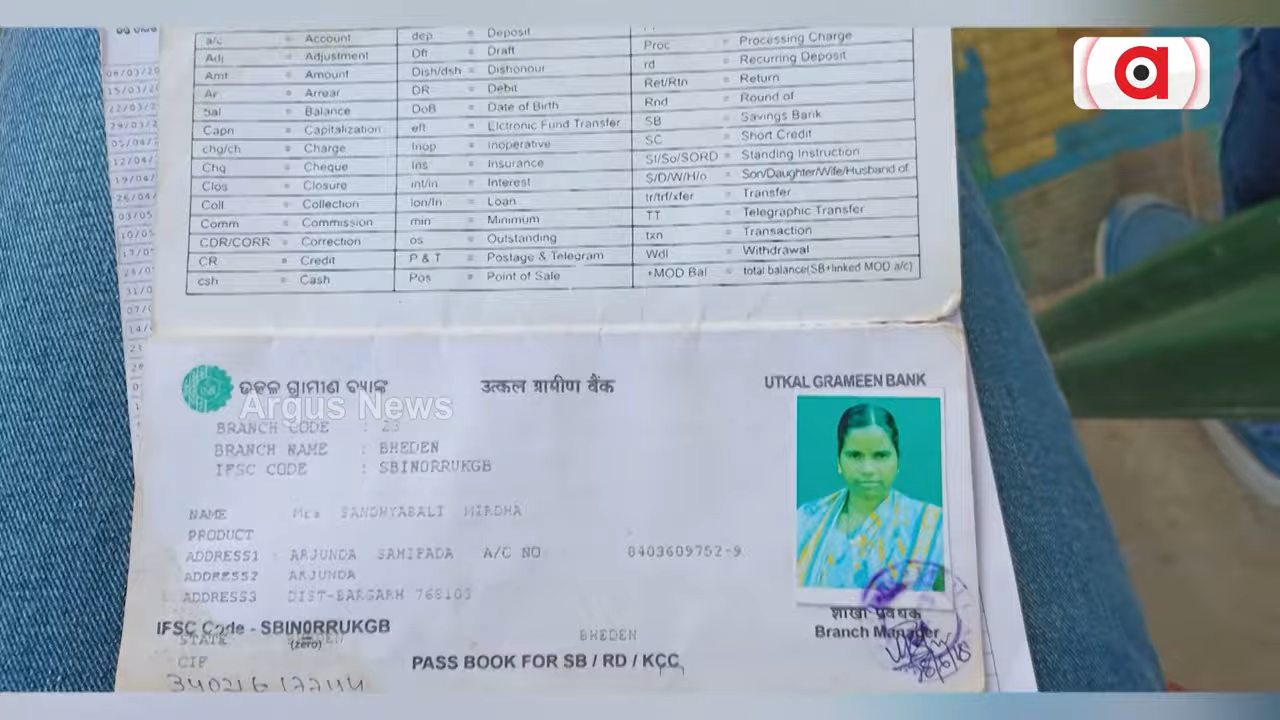 a/c = Account dep = Deposit
Adj = Adjustment Dft = Draft Proc = Processing Charge
Amt = Amount Dish/dsh = Dishonour rd = Recurring Deposit
Ar = Arrear DR = Debit Ret/Rtn = Return
bal = Balance DoB = Date of Birth Rnd = Round of
Capn = Capitalization eft = Elctronic Fund Transfer SB = Savings Bank
chg/ch = Charge Inop = Inoperative SC = Short Credit
Chq = Cheque Ins = Insurance SI/So/SORD = Standing Instruction
Clos = Closure int/in = Interest S/D/W/H/o = Son/Daughter/Wife/Husband of
Coll = Collection lon/ln = Loan tr/trf/xfer = Transfer
Comm = Commission min = Minimum TT = Telegraphic Transfer
CDR/CORR = Correction os = Outstanding txn = Transaction
CR = Credit P & T = Postage & Telegram Wdl = Withdrawal
csh = Cash Pos = Point of Sale +MOD Bal = total balance(SB+linked MOD a/c)
a
ଉତ୍କଳ ଗ୍ରାମୀଣ ବ୍ୟାଙ୍କ उत्कल ग्रामीण बैंक UTKAL GRAMEEN BANK
Argus News
BRANCH CODE : 23
BRANCH NAME : BHEDEN
IFSC CODE : SBIN0RRUKGB
NAME Mrs SANDHYABALI MIRDHA
PRODUCT
ADDRESS1 : ARJUNDA SAMIPADA A/C NO 8403609752-9
ADDRESS2 ARJUNDA
ADDRESS3 DIST-BARGARH 768103
IFSC Code - SBIN0RRUKGB
(zero)
STATE BHEDEN
CIF
PASS BOOK FOR SB / RD / KCC
34021617744
शाखा प्रबंधक
Branch Manager